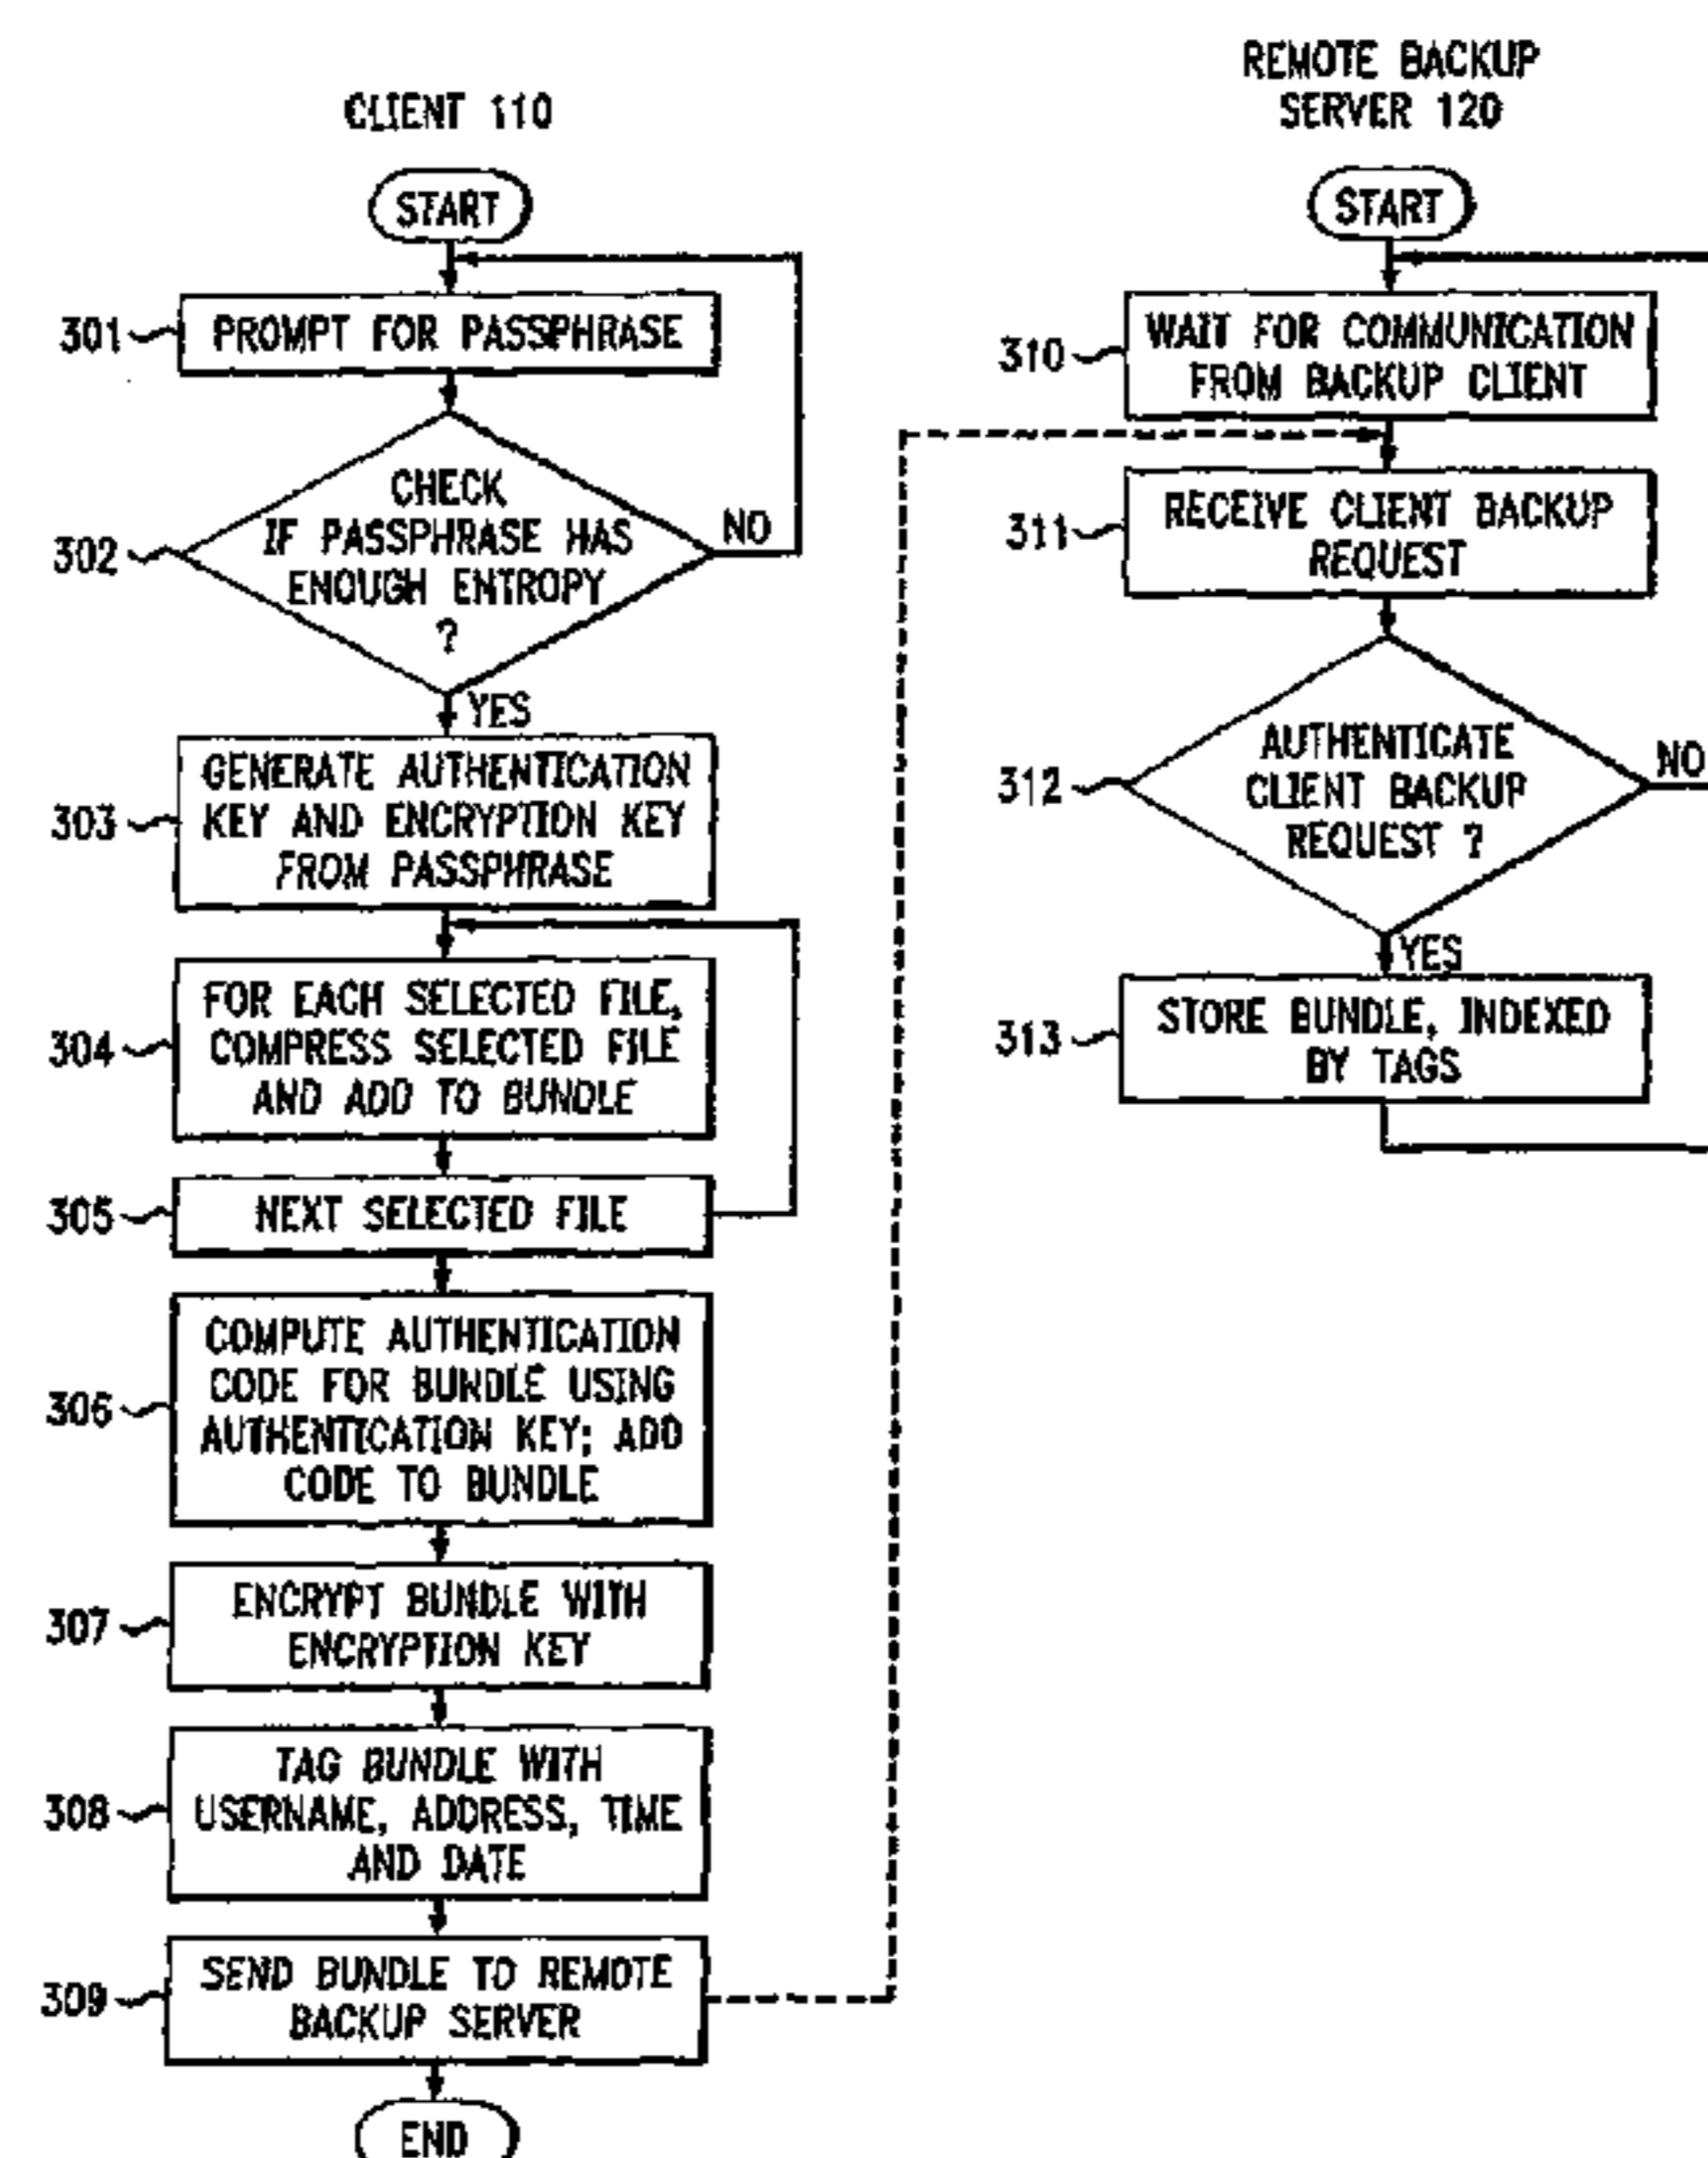 CLIENT 110
START
301
PROMPT FOR PASSPHRASE
302
CHECK
IF PASSPHRASE HAS
ENOUGH ENTROPY
?
NO
YES
303
GENERATE AUTHENTICATION
KEY AND ENCRYPTION KEY
FROM PASSPHRASE
304
FOR EACH SELECTED FILE,
COMPRESS SELECTED FILE
AND ADD TO BUNDLE
305
NEXT SELECTED FILE
306
COMPUTE AUTHENTICATION
CODE FOR BUNDLE USING
AUTHENTICATION KEY; ADD
CODE TO BUNDLE
307
ENCRYPT BUNDLE WITH
ENCRYPTION KEY
308
TAG BUNDLE WITH
USERNAME, ADDRESS, TIME
AND DATE
309
SEND BUNDLE TO REMOTE
BACKUP SERVER
END
REMOTE BACKUP
SERVER 120
START
310
WAIT FOR COMMUNICATION
FROM BACKUP CLIENT
311
RECEIVE CLIENT BACKUP
REQUEST
312
AUTHENTICATE
CLIENT BACKUP
REQUEST ?
NO
YES
313
STORE BUNDLE, INDEXED
BY TAGS